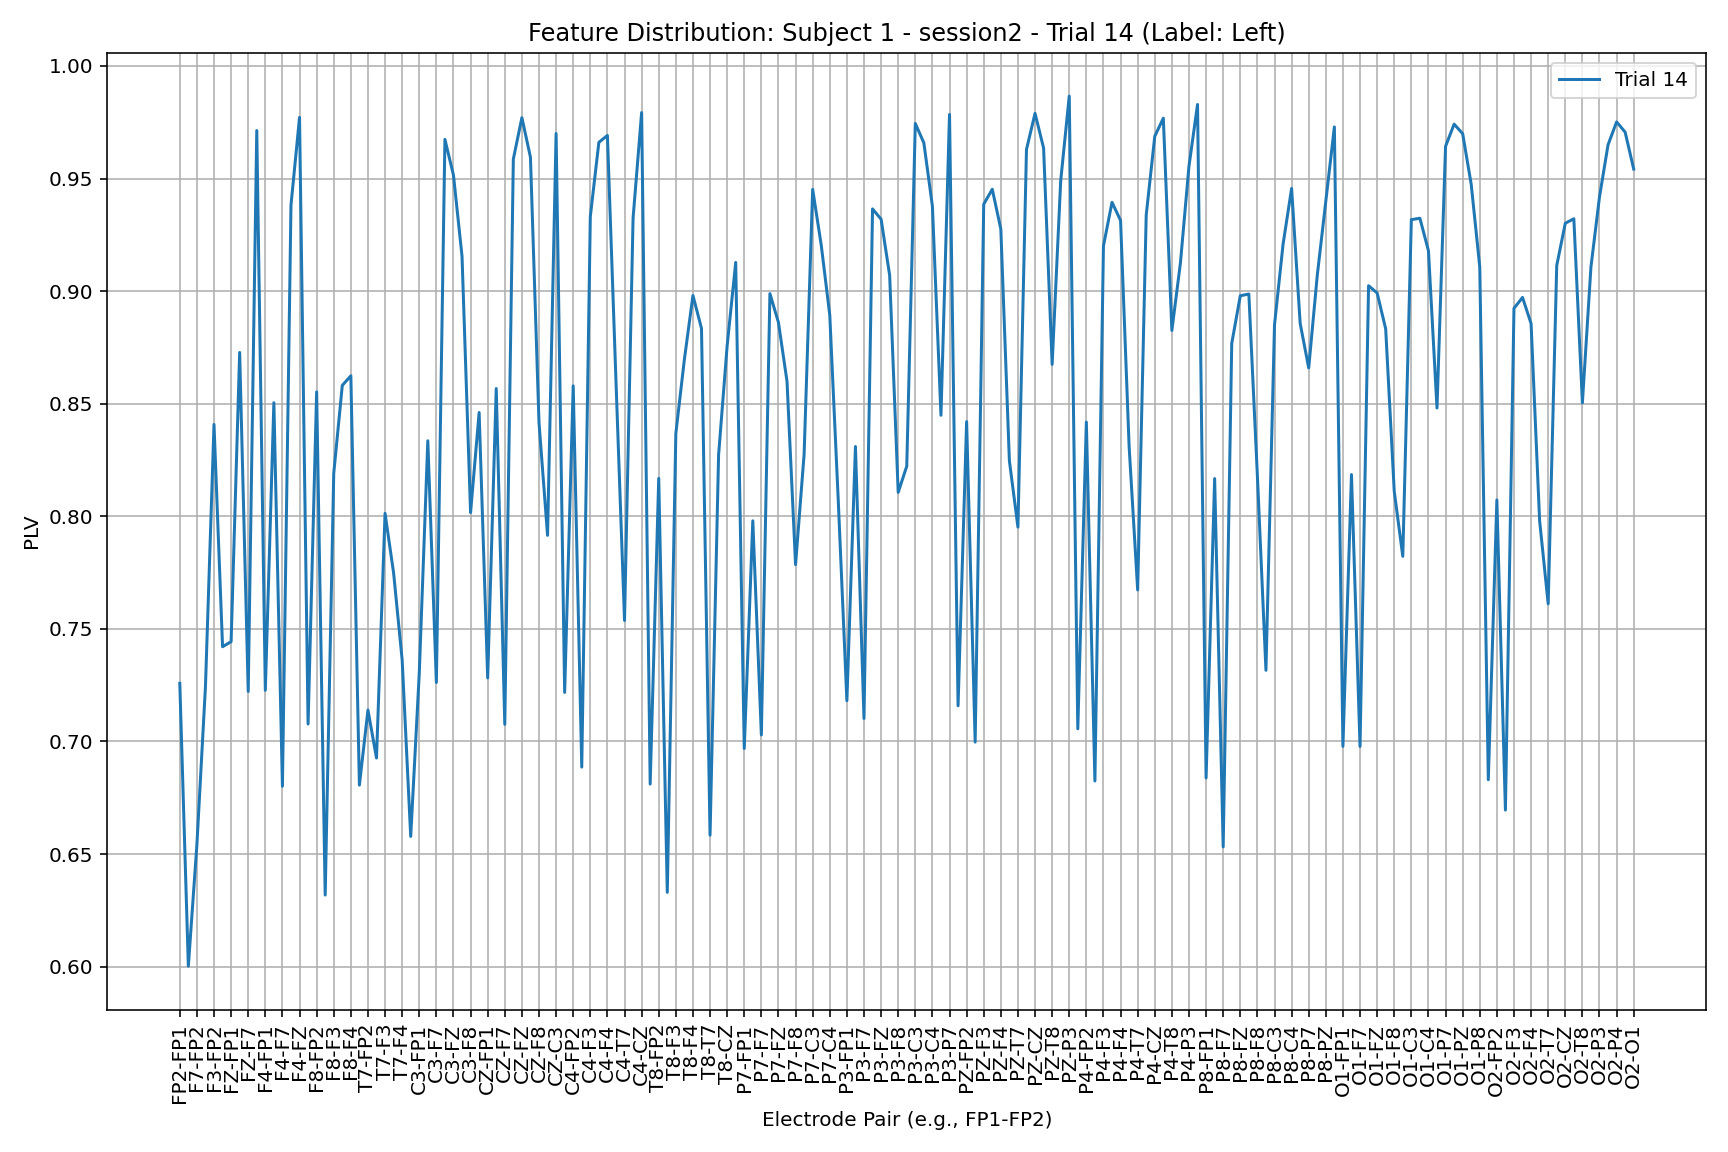 Feature Distribution: Subject 1 - session2 - Trial 14 (Label: Left)
Trial 14
1.00
0.95
0.90
0.85
0.80
0.75
0.70
0.65
0.60
PLV
FP2-FP1
F7-FP2
F3-FP2
FZ-FP1
FZ-F7
F4-FP1
F4-F7
F4-FZ
F8-FP2
F8-F3
F8-F4
T7-FP2
T7-F3
T7-F4
C3-FP1
C3-F7
C3-FZ
C3-F8
CZ-FP1
CZ-F7
CZ-FZ
CZ-F8
CZ-C3
C4-FP2
C4-F3
C4-F4
C4-T7
C4-CZ
T8-FP2
T8-F3
T8-F4
T8-T7
T8-CZ
P7-FP1
P7-F7
P7-FZ
P7-F8
P7-C3
P7-C4
P3-FP1
P3-F7
P3-FZ
P3-F8
P3-C3
P3-C4
P3-P7
PZ-FP2
PZ-F3
PZ-F4
PZ-T7
PZ-CZ
PZ-T8
PZ-P3
P4-FP2
P4-F3
P4-F4
P4-T7
P4-CZ
P4-T8
P4-P3
P8-FP1
P8-F7
P8-FZ
P8-F8
P8-C3
P8-C4
P8-P7
P8-PZ
O1-FP1
O1-F7
O1-FZ
O1-F8
O1-C3
O1-C4
O1-P7
O1-PZ
O1-P8
O2-FP2
O2-F3
O2-F4
O2-T7
O2-CZ
O2-T8
O2-P3
O2-P4
O2-O1
Electrode Pair (e.g., FP1-FP2)